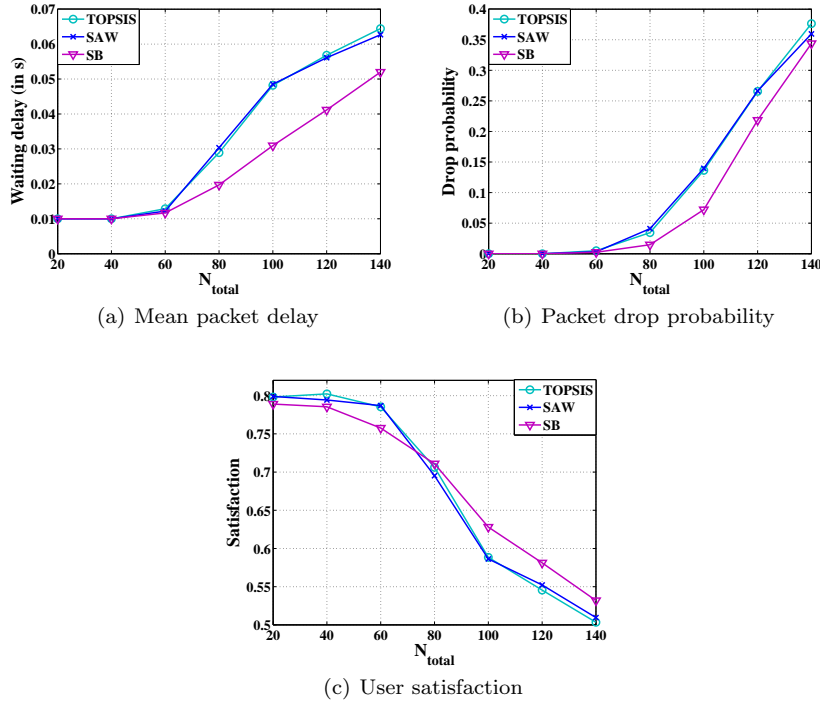 0.07
0.06
0.05
0.04
0.03
0.02
0.01
0
20 40 60 80 100 120 140
Waiting delay (in s)
N_total
TOPSIS
SAW
SB
(a) Mean packet delay
0.4
0.35
0.3
0.25
0.2
0.15
0.1
0.05
0
20 40 60 80 100 120 140
Drop probability
N_total
TOPSIS
SAW
SB
(b) Packet drop probability
0.8
0.75
0.7
0.65
0.6
0.55
0.5
20 40 60 80 100 120 140
Satisfaction
N_total
TOPSIS
SAW
SB
(c) User satisfaction